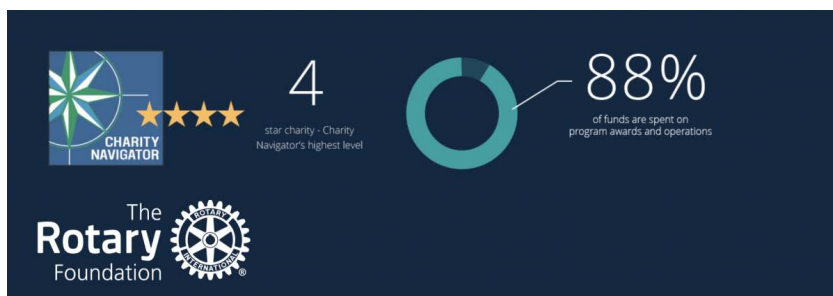 CHARITY
NAVIGATOR
4
star charity - Charity
Navigator's highest level
88%
of funds are spent on
program awards and operations
The
Rotary
Foundation
ROTARY
INTERNATIONAL
®